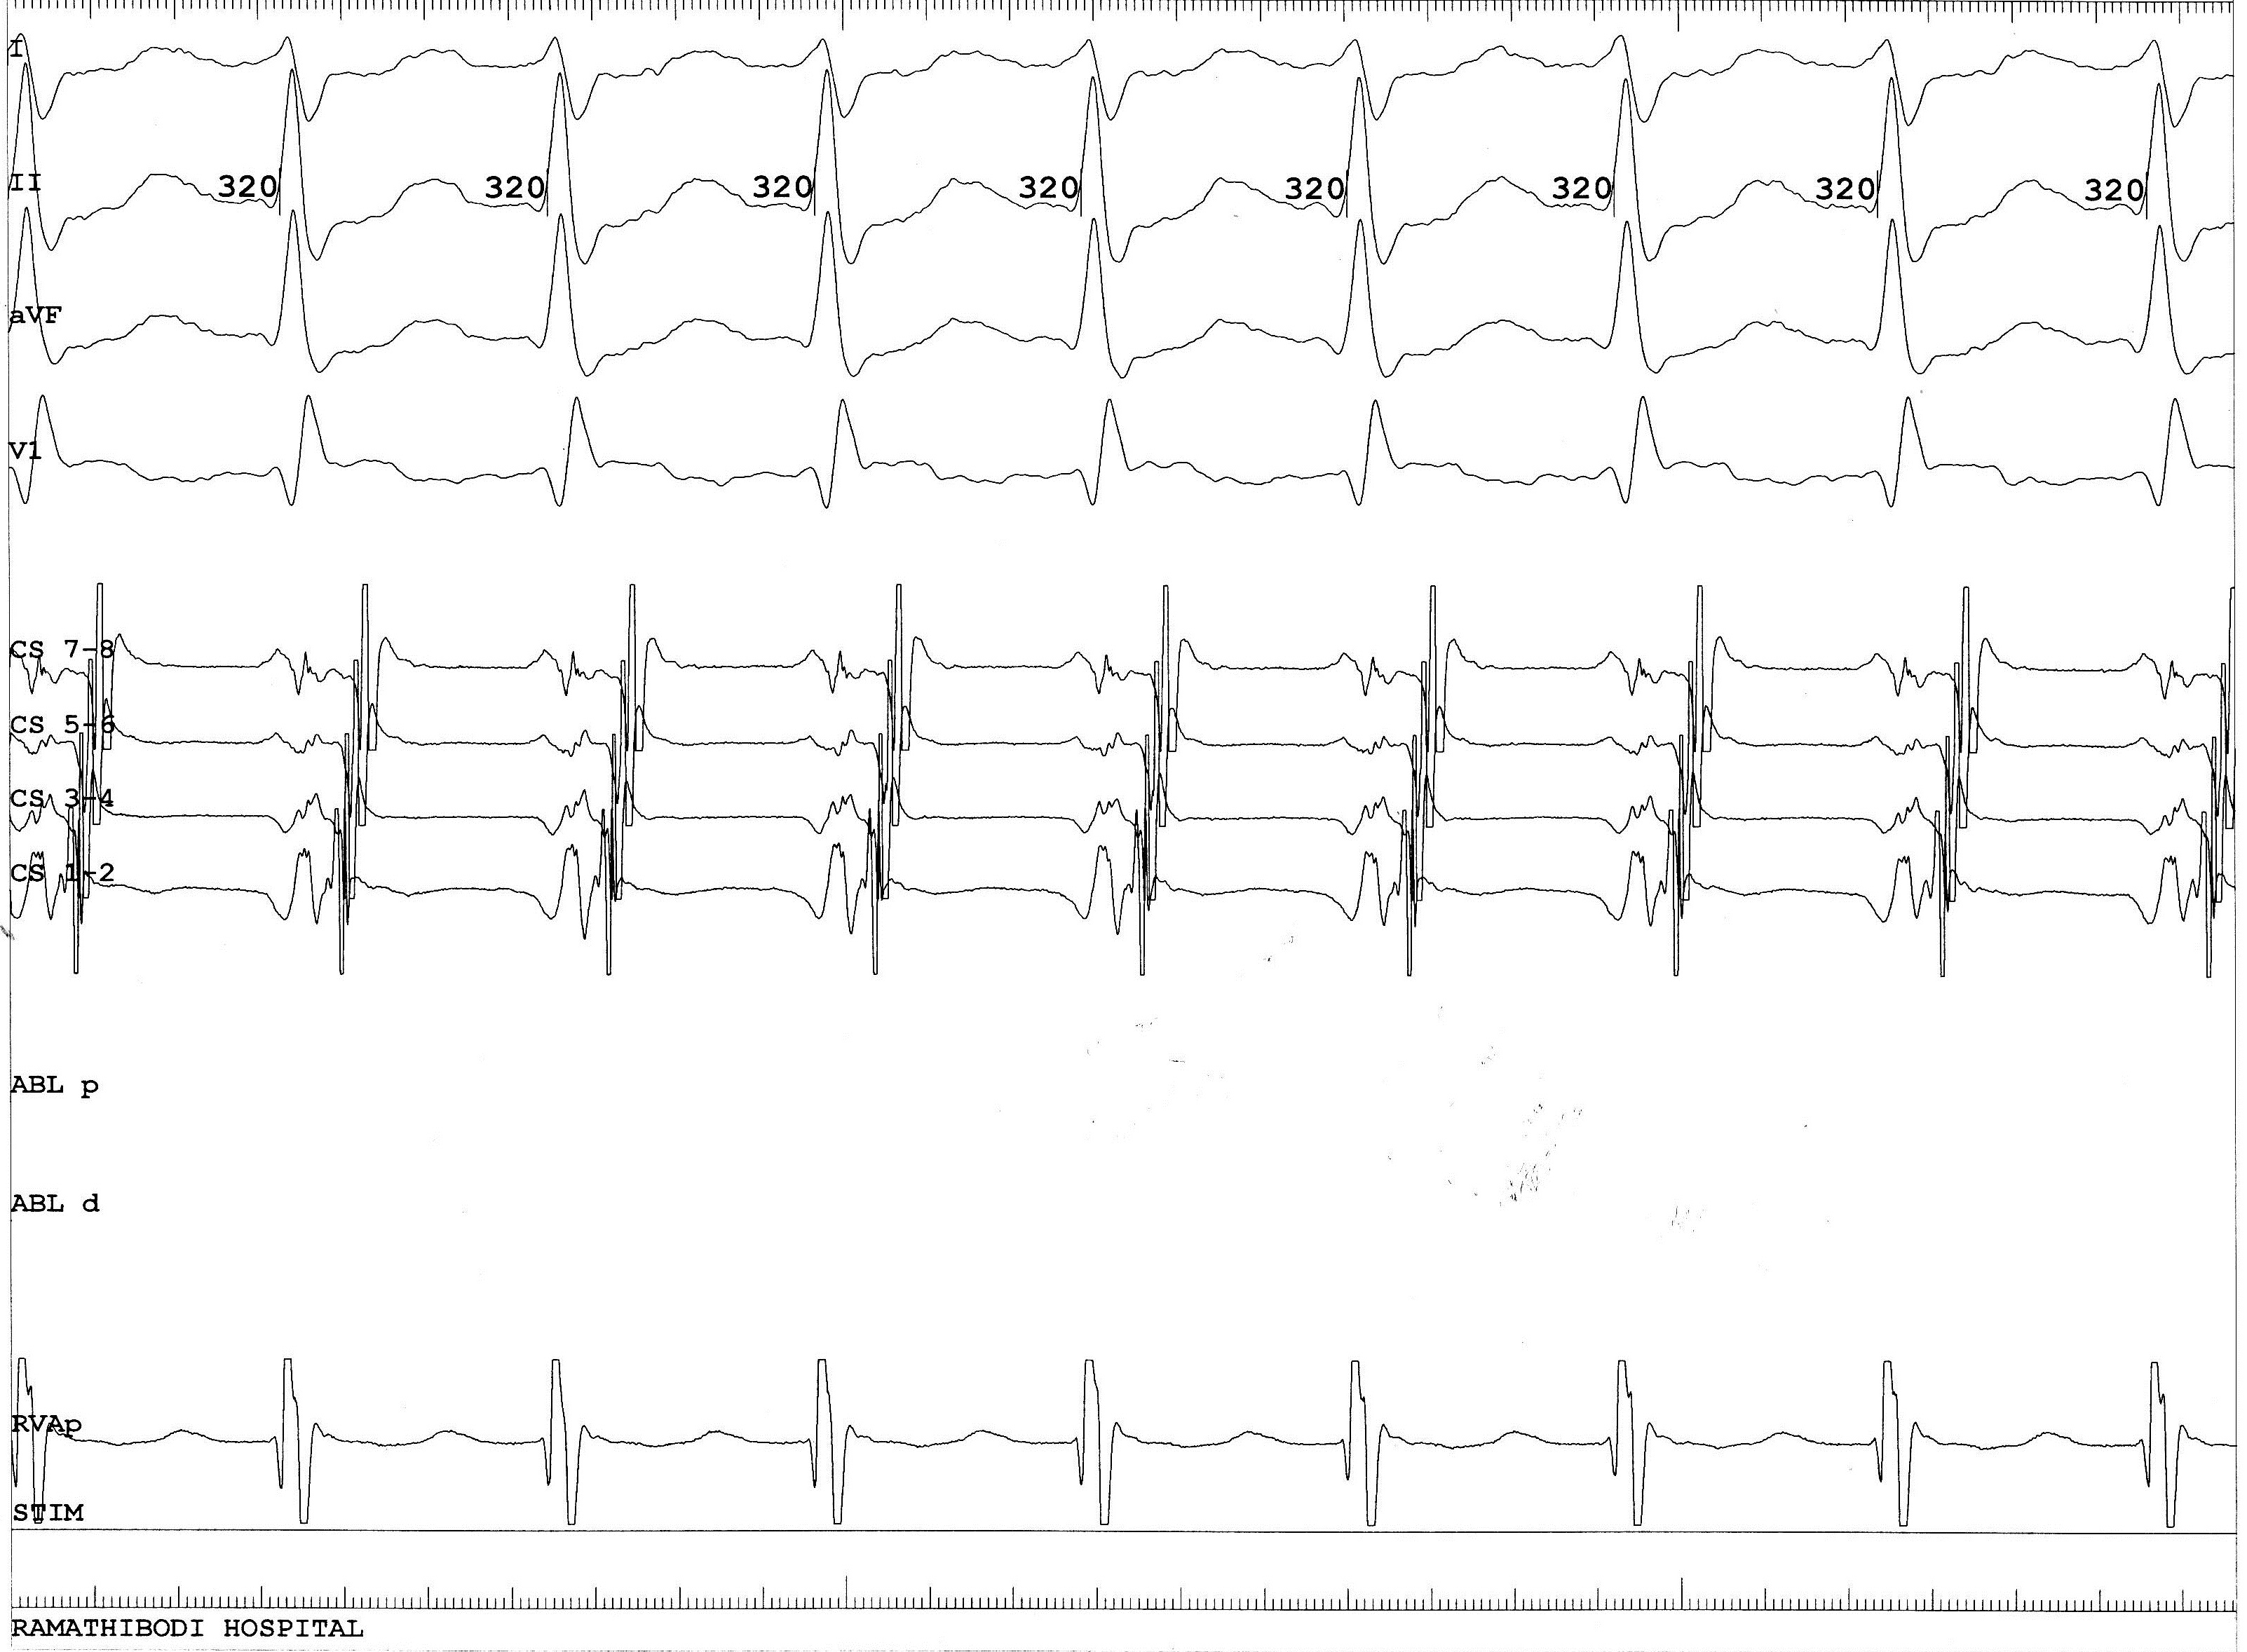 I
II 320 320 320 320 320 320 320 320
aVF
V1
CS 7-8
CS 5-6
CS 3-4
CS 1-2
ABL p
ABL d
RVAp
STIM
RAMATHIBODI HOSPITAL